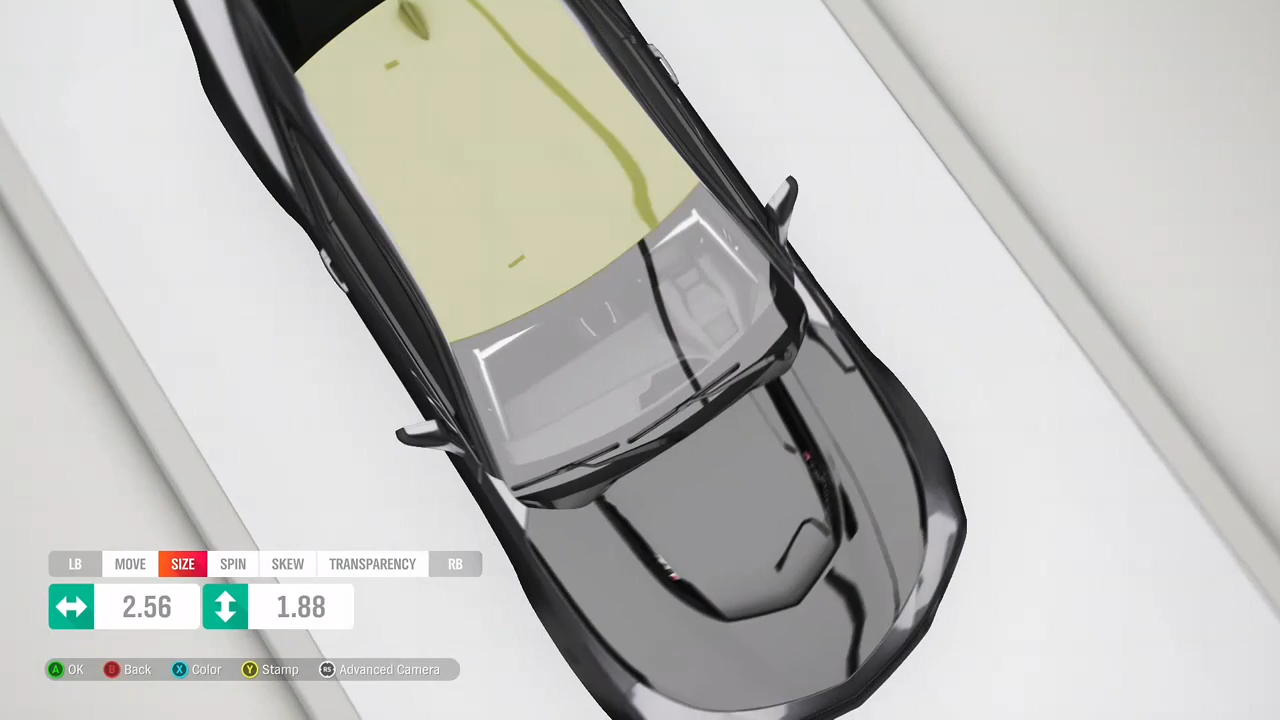 LB MOVE SIZE SPIN SKEW TRANSPARENCY RB
2.56 1.88
A OK B Back X Color Y Stamp RS Advanced Camera